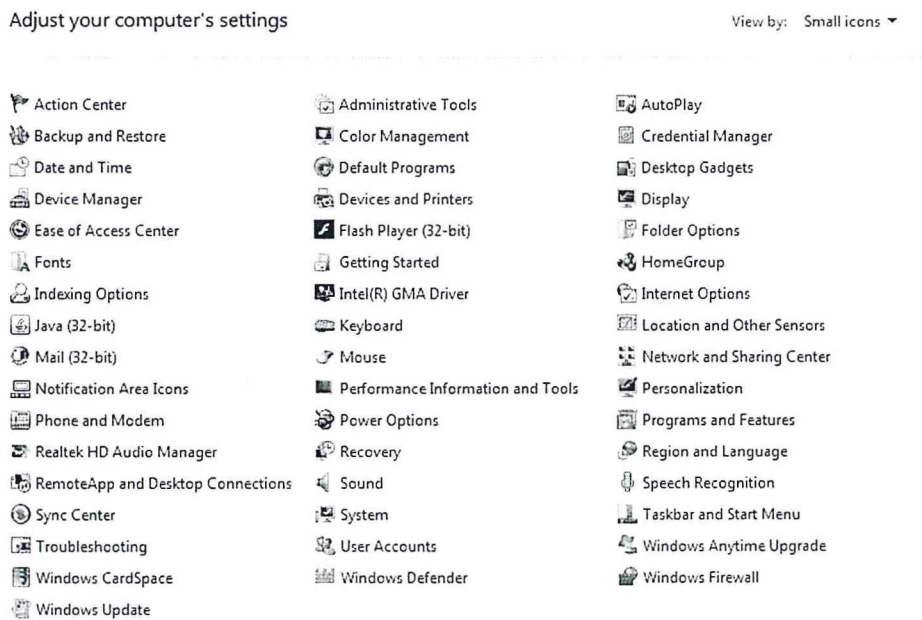 Adjust your computer's settings
View by: Small icons
Action Center
Administrative Tools
AutoPlay
Backup and Restore
Color Management
Credential Manager
Date and Time
Default Programs
Desktop Gadgets
Device Manager
Devices and Printers
Display
Ease of Access Center
Flash Player (32-bit)
Folder Options
Fonts
Getting Started
HomeGroup
Indexing Options
Intel(R) GMA Driver
Internet Options
Java (32-bit)
Keyboard
Location and Other Sensors
Mail (32-bit)
Mouse
Network and Sharing Center
Notification Area Icons
Performance Information and Tools
Personalization
Phone and Modem
Power Options
Programs and Features
Realtek HD Audio Manager
Recovery
Region and Language
RemoteApp and Desktop Connections
Sound
Speech Recognition
Sync Center
System
Taskbar and Start Menu
Troubleshooting
User Accounts
Windows Anytime Upgrade
Windows CardSpace
Windows Defender
Windows Firewall
Windows Update